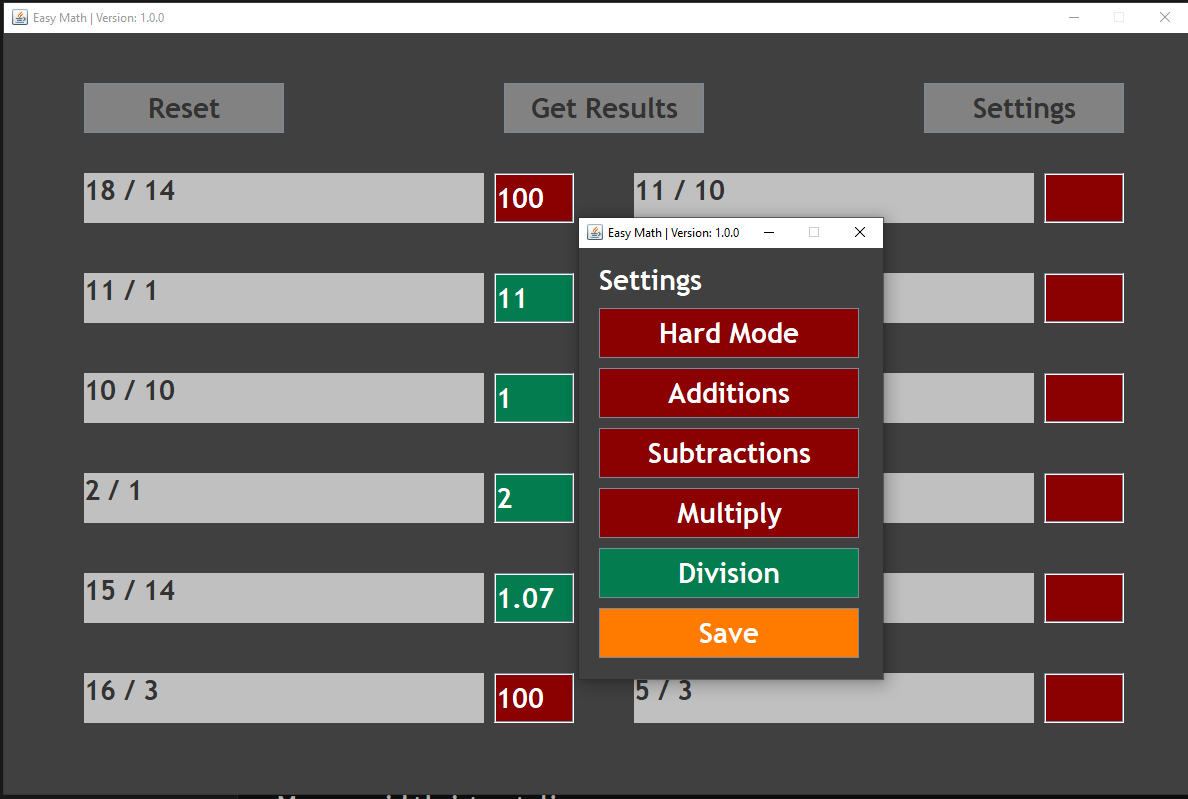 Easy Math | Version: 1.0.0
Reset
Get Results
Settings
18 / 14
100
11 / 10
11 / 1
11
10 / 10
1
2 / 1
2
15 / 14
1.07
16 / 3
100
5 / 3
Easy Math | Version: 1.0.0
Settings
Hard Mode
Additions
Subtractions
Multiply
Division
Save